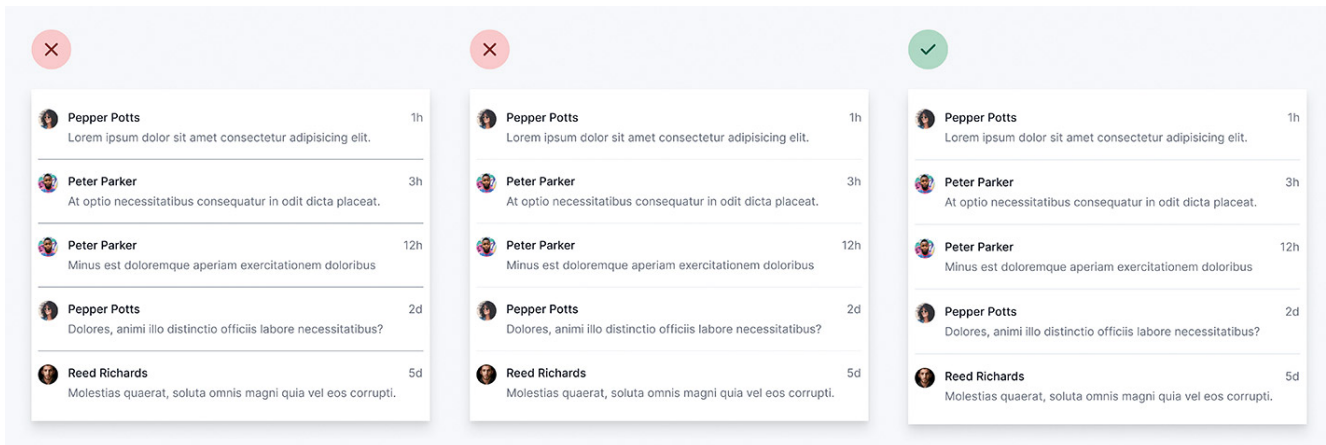 Pepper Potts 1h
Lorem ipsum dolor sit amet consectetur adipisicing elit.
Peter Parker 3h
At optio necessitatibus consequatur in odit dicta placeat.
Peter Parker 12h
Minus est doloremque aperiam exercitationem doloribus
Pepper Potts 2d
Dolores, animi illo distinctio officiis labore necessitatibus?
Reed Richards 5d
Molestias quaerat, soluta omnis magni quia vel eos corrupti.
Pepper Potts 1h
Lorem ipsum dolor sit amet consectetur adipisicing elit.
Peter Parker 3h
At optio necessitatibus consequatur in odit dicta placeat.
Peter Parker 12h
Minus est doloremque aperiam exercitationem doloribus
Pepper Potts 2d
Dolores, animi illo distinctio officiis labore necessitatibus?
Reed Richards 5d
Molestias quaerat, soluta omnis magni quia vel eos corrupti.
Pepper Potts 1h
Lorem ipsum dolor sit amet consectetur adipisicing elit.
Peter Parker 3h
At optio necessitatibus consequatur in odit dicta placeat.
Peter Parker 12h
Minus est doloremque aperiam exercitationem doloribus
Pepper Potts 2d
Dolores, animi illo distinctio officiis labore necessitatibus?
Reed Richards 5d
Molestias quaerat, soluta omnis magni quia vel eos corrupti.